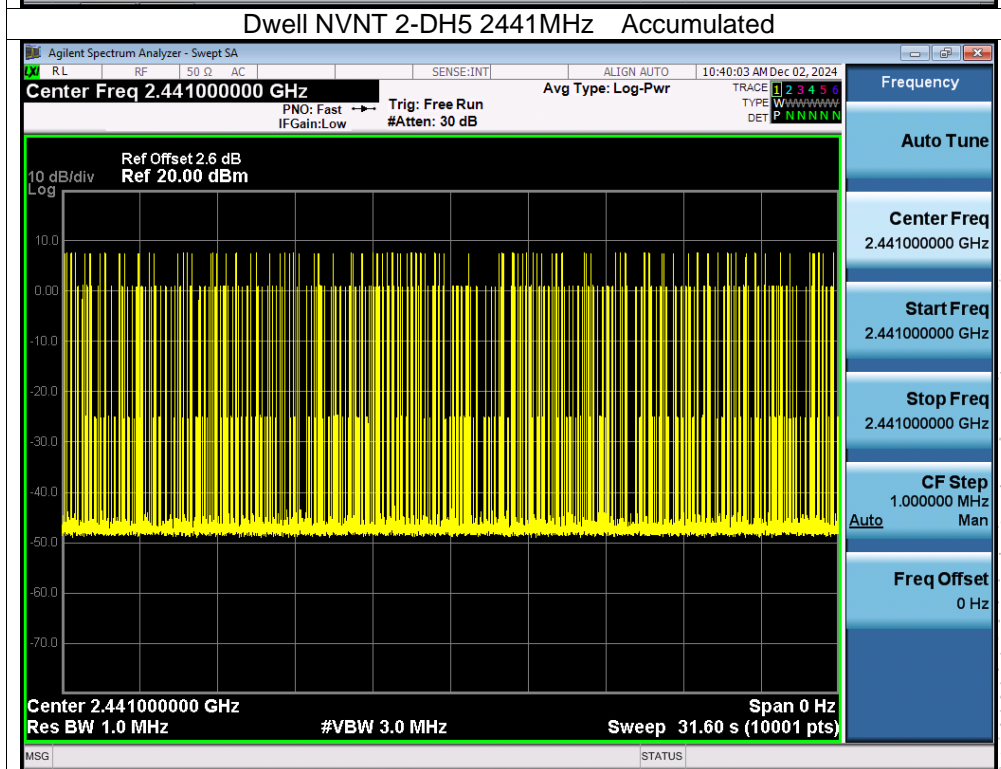 Dwell NVNT 2-DH5 2441MHz Accumulated
Agilent Spectrum Analyzer - Swept SA
LXI RL RF 50 Ω AC SENSE:INT ALIGN AUTO 10:40:03 AM Dec 02, 2024
Center Freq 2.441000000 GHz
PNO: Fast
IFGain:Low
Trig: Free Run
#Atten: 30 dB
Avg Type: Log-Pwr
TRACE 1 2 3 4 5 6
TYPE WWWWWWW
DET P N N N N N
Ref Offset 2.6 dB
10 dB/div Ref 20.00 dBm
Log
10.0
0.00
-10.0
-20.0
-30.0
-40.0
-50.0
-60.0
-70.0
Center 2.441000000 GHz Span 0 Hz
Res BW 1.0 MHz #VBW 3.0 MHz Sweep 31.60 s (10001 pts)
MSG STATUS
Frequency
Auto Tune
Center Freq
2.441000000 GHz
Start Freq
2.441000000 GHz
Stop Freq
2.441000000 GHz
CF Step
1.000000 MHz
Auto Man
Freq Offset
0 Hz